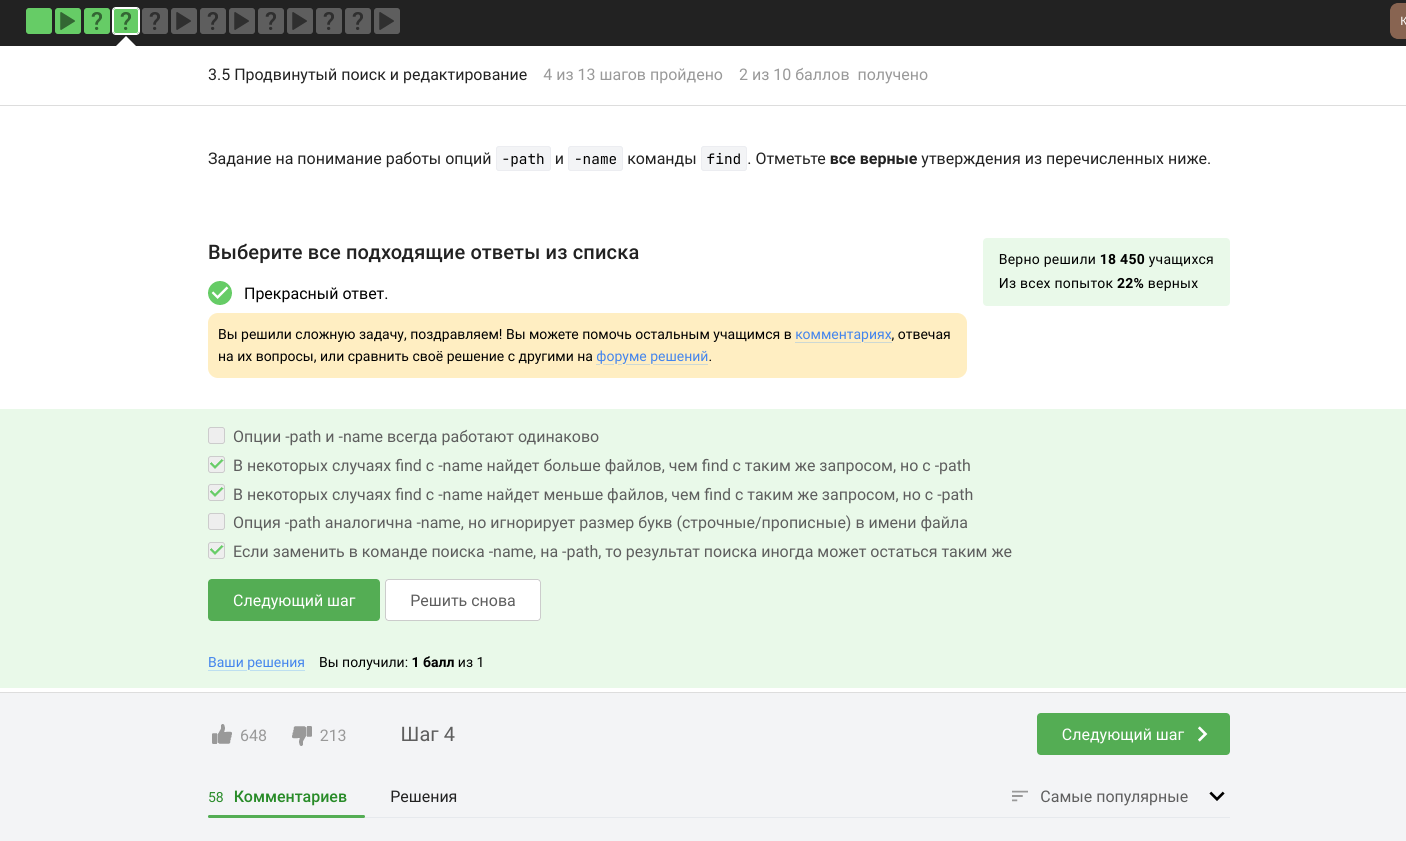 ? ? ? ? ? ? ?
К
3.5 Продвинутый поиск и редактирование 4 из 13 шагов пройдено 2 из 10 баллов получено
Задание на понимание работы опций -path и -name команды find. Отметьте все верные утверждения из перечисленных ниже.
Выберите все подходящие ответы из списка
Верно решили 18 450 учащихся
Из всех попыток 22% верных
Прекрасный ответ.
Вы решили сложную задачу, поздравляем! Вы можете помочь остальным учащимся в комментариях, отвечая
на их вопросы, или сравнить своё решение с другими на форуме решений.
Опции -path и -name всегда работают одинаково
В некоторых случаях find с -name найдет больше файлов, чем find с таким же запросом, но с -path
В некоторых случаях find с -name найдет меньше файлов, чем find с таким же запросом, но с -path
Опция -path аналогична -name, но игнорирует размер букв (строчные/прописные) в имени файла
Если заменить в команде поиска -name, на -path, то результат поиска иногда может остаться таким же
Следующий шаг Решить снова
Ваши решения Вы получили: 1 балл из 1
648 213 Шаг 4 Следующий шаг
58 Комментариев Решения Самые популярные